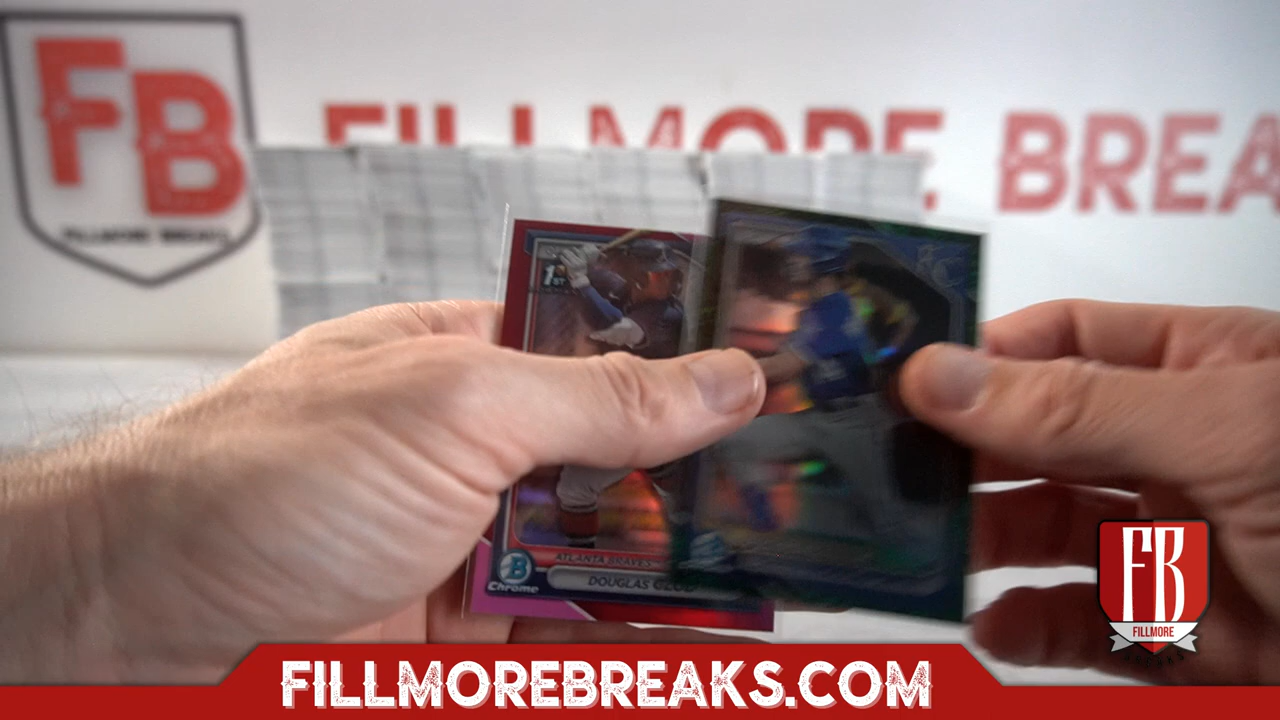 FB
FILLMORE BREAKS
FILLMORE BREA
1ST
ATLANTA BRAVES
B
Chrome
DOUGLAS GLOD
FB
FILLMORE
FILLMOREBREAKS.COM